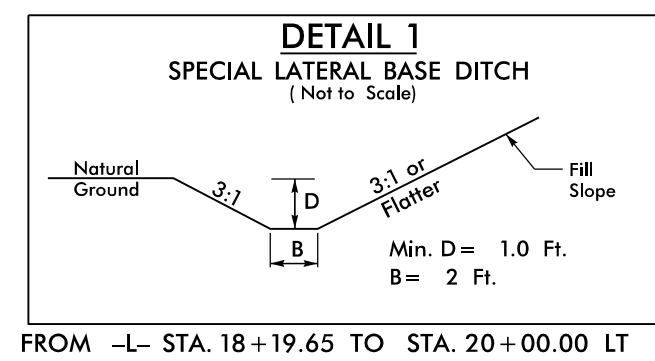 DETAIL 1
SPECIAL LATERAL BASE DITCH
( Not to Scale)
Natural
Ground
3:1
D
B
3:1 or
Flatter
Fill
Slope
Min. D= 1.0 Ft.
B= 2 Ft.
FROM -L- STA. 18+19.65 TO STA. 20+00.00 LT